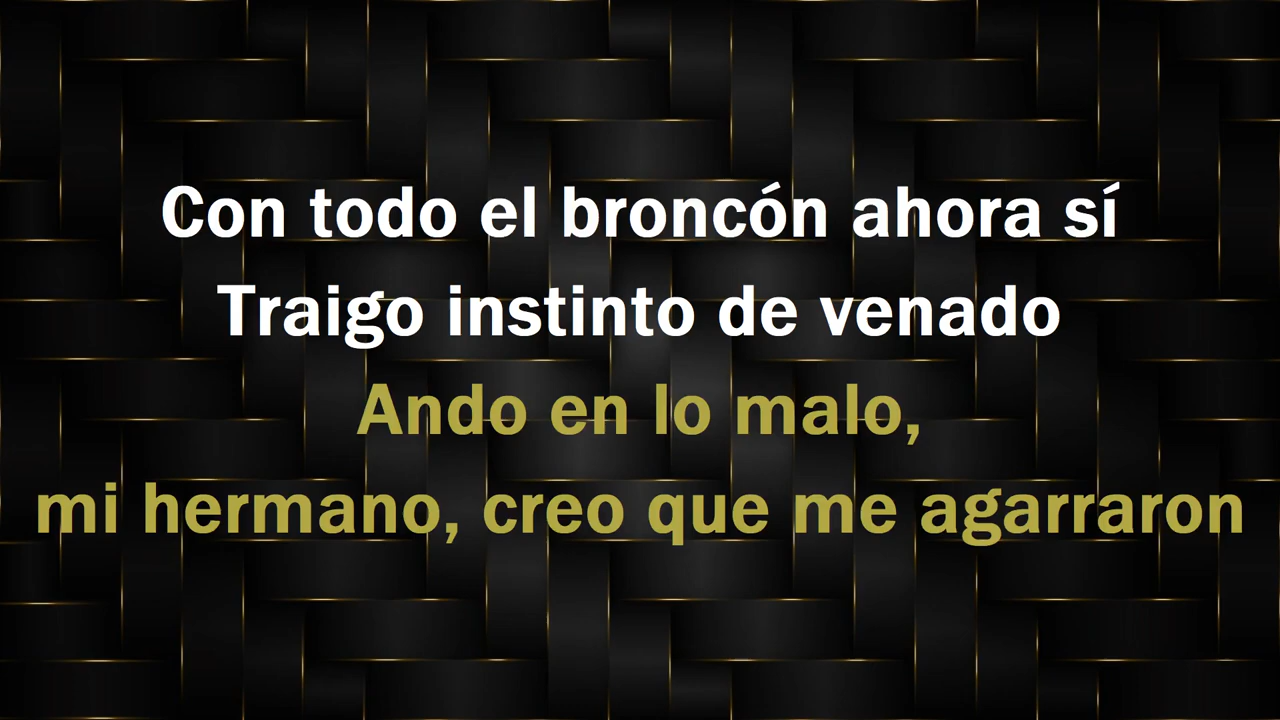 Con todo el broncón ahora sí
Traigo instinto de venado
Ando en lo malo,
mi hermano, creo que me agarraron